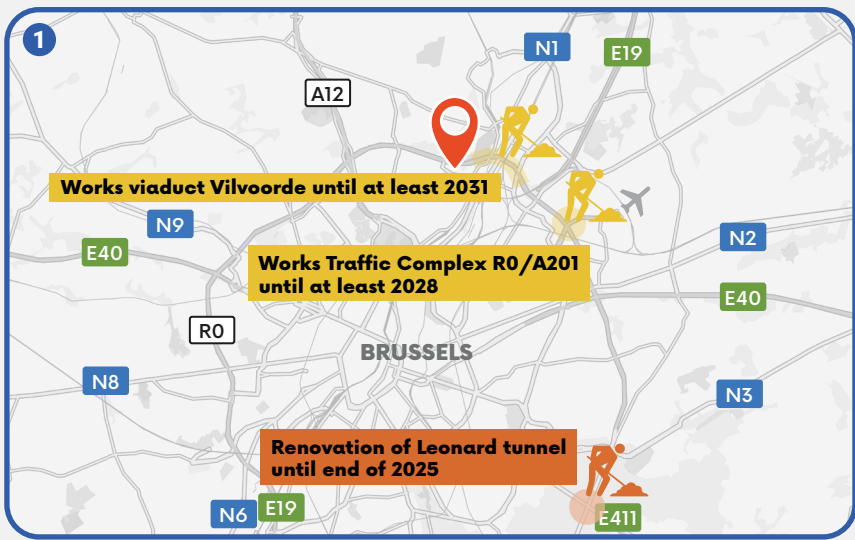 1
N1
E19
A12
Works viaduct Vilvoorde until at least 2031
N9
N2
E40
Works Traffic Complex R0/A201
until at least 2028
E40
R0
BRUSSELS
N8
N3
Renovation of Leonard tunnel
until end of 2025
N6
E19
E411